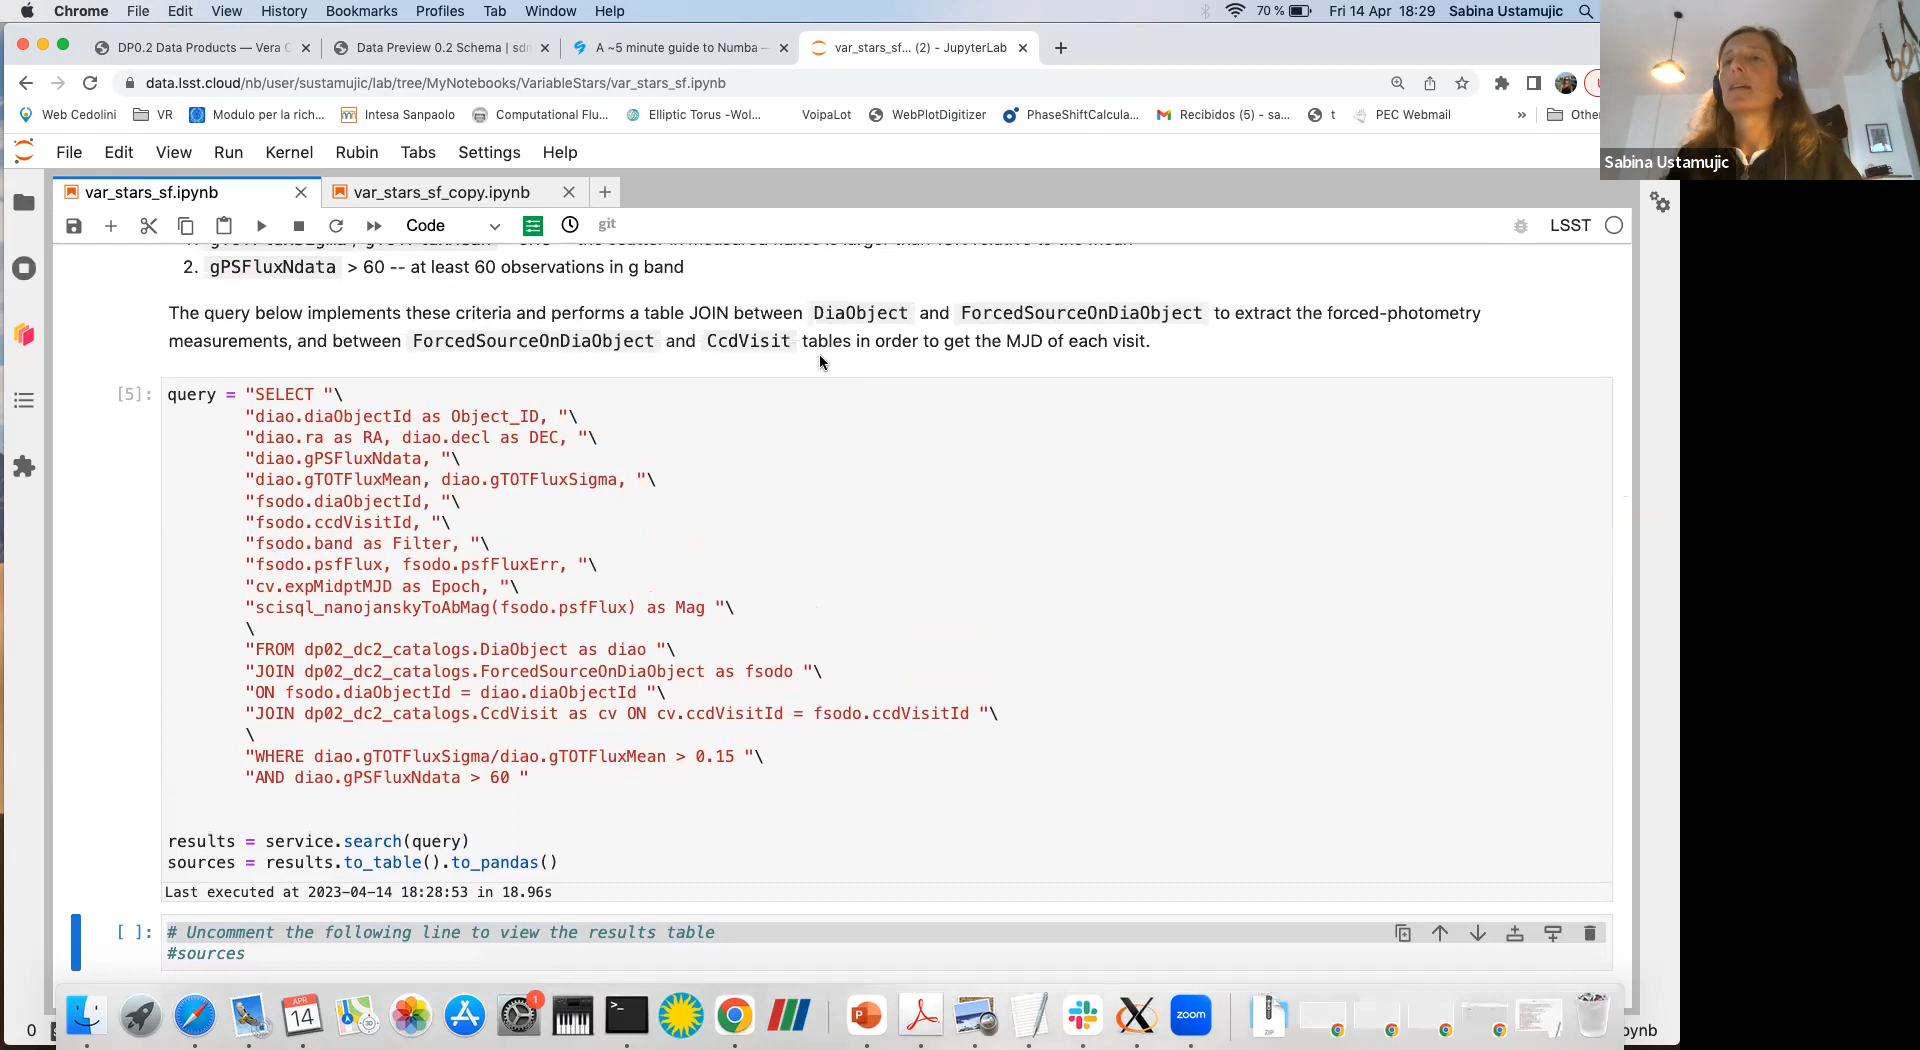 Chrome File Edit View History Bookmarks Profiles Tab Window Help 70 % Fri 14 Apr 18:29 Sabina Ustamujic
DP0.2 Data Products — Vera C
Data Preview 0.2 Schema | sdm
A ~5 minute guide to Numba —
var_stars_sf... (2) - JupyterLab
data.lsst.cloud/nb/user/sustamujic/lab/tree/MyNotebooks/VariableStars/var_stars_sf.ipynb
Web Cedolini VR Modulo per la rich... Intesa Sanpaolo Computational Flu... Elliptic Torus -Wol... VoipaLot WebPlotDigitizer PhaseShiftCalcula... Recibidos (5) - sa... t PEC Webmail » Other
Sabina Ustamujic
File Edit View Run Kernel Rubin Tabs Settings Help
var_stars_sf.ipynb
var_stars_sf_copy.ipynb
Code git LSST
2. gPSFluxNdata > 60 -- at least 60 observations in g band
The query below implements these criteria and performs a table JOIN between DiaObject and ForcedSourceOnDiaObject to extract the forced-photometry
measurements, and between ForcedSourceOnDiaObject and CcdVisit tables in order to get the MJD of each visit.
[5]: query = "SELECT "\
"diao.diaObjectId as Object_ID, "\
"diao.ra as RA, diao.decl as DEC, "\
"diao.gPSFluxNdata, "\
"diao.gTOTFluxMean, diao.gTOTFluxSigma, "\
"fsodo.diaObjectId, "\
"fsodo.ccdVisitId, "\
"fsodo.band as Filter, "\
"fsodo.psfFlux, fsodo.psfFluxErr, "\
"cv.expMidptMJD as Epoch, "\
"scisql_nanojanskyToAbMag(fsodo.psfFlux) as Mag "\
\
"FROM dp02_dc2_catalogs.DiaObject as diao "\
"JOIN dp02_dc2_catalogs.ForcedSourceOnDiaObject as fsodo "\
"ON fsodo.diaObjectId = diao.diaObjectId "\
"JOIN dp02_dc2_catalogs.CcdVisit as cv ON cv.ccdVisitId = fsodo.ccdVisitId "\
\
"WHERE diao.gTOTFluxSigma/diao.gTOTFluxMean > 0.15 "\
"AND diao.gPSFluxNdata > 60 "
results = service.search(query)
sources = results.to_table().to_pandas()
Last executed at 2023-04-14 18:28:53 in 18.96s
[ ]: # Uncomment the following line to view the results table
#sources
APR
14
1
zoom
ZIP
0
ynb